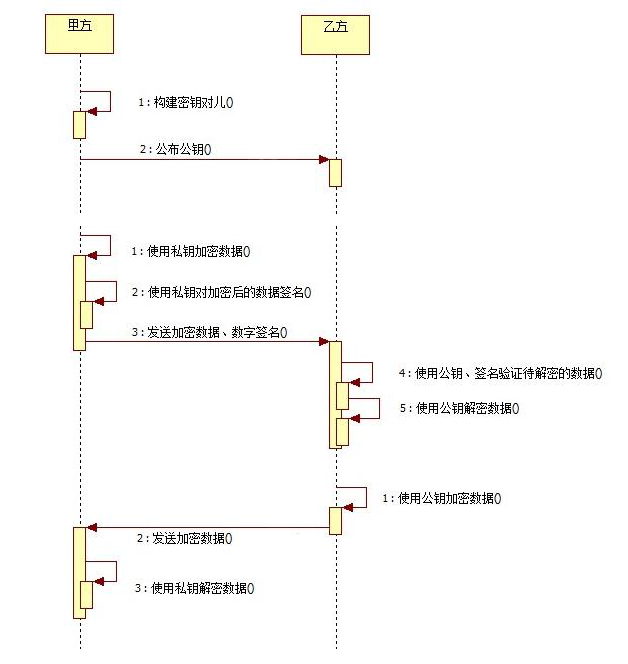 甲方
乙方
1：构建密钥对儿()
2：公布公钥()
1：使用私钥加密数据()
2：使用私钥对加密后的数据签名()
3：发送加密数据、数字签名()
4：使用公钥、签名验证待解密的数据()
5：使用公钥解密数据()
1：使用公钥加密数据()
2：发送加密数据()
3：使用私钥解密数据()